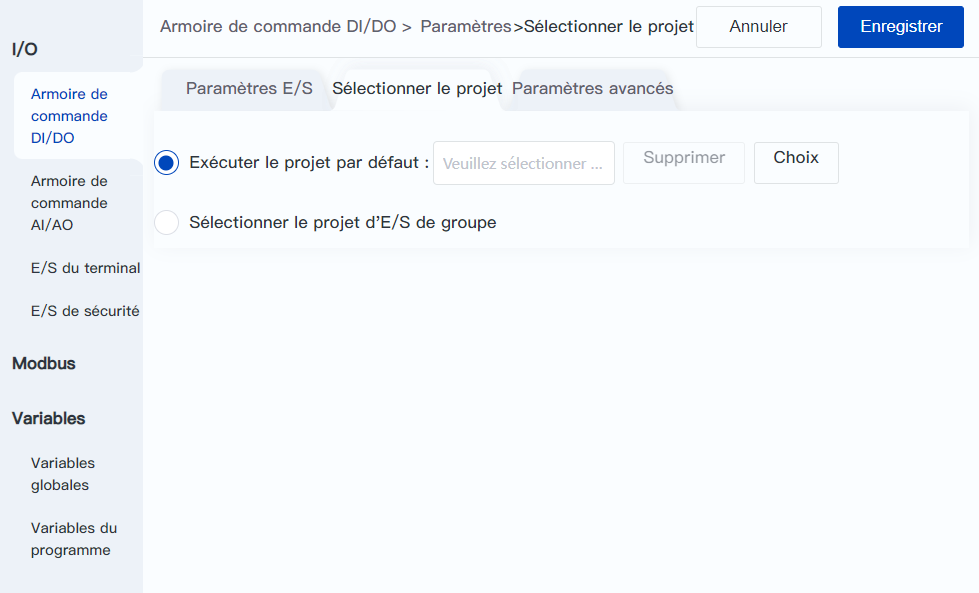 I/O
Armoire de
commande
DI/DO
Armoire de
commande
AI/AO
E/S du terminal
E/S de sécurité
Modbus
Variables
Variables
globales
Variables du
programme
Armoire de commande DI/DO > Paramètres>Sélectionner le projet
Annuler
Enregistrer
Paramètres E/S
Sélectionner le projet
Paramètres avancés
Exécuter le projet par défaut :
Veuillez sélectionner ...
Supprimer
Choix
Sélectionner le projet d'E/S de groupe